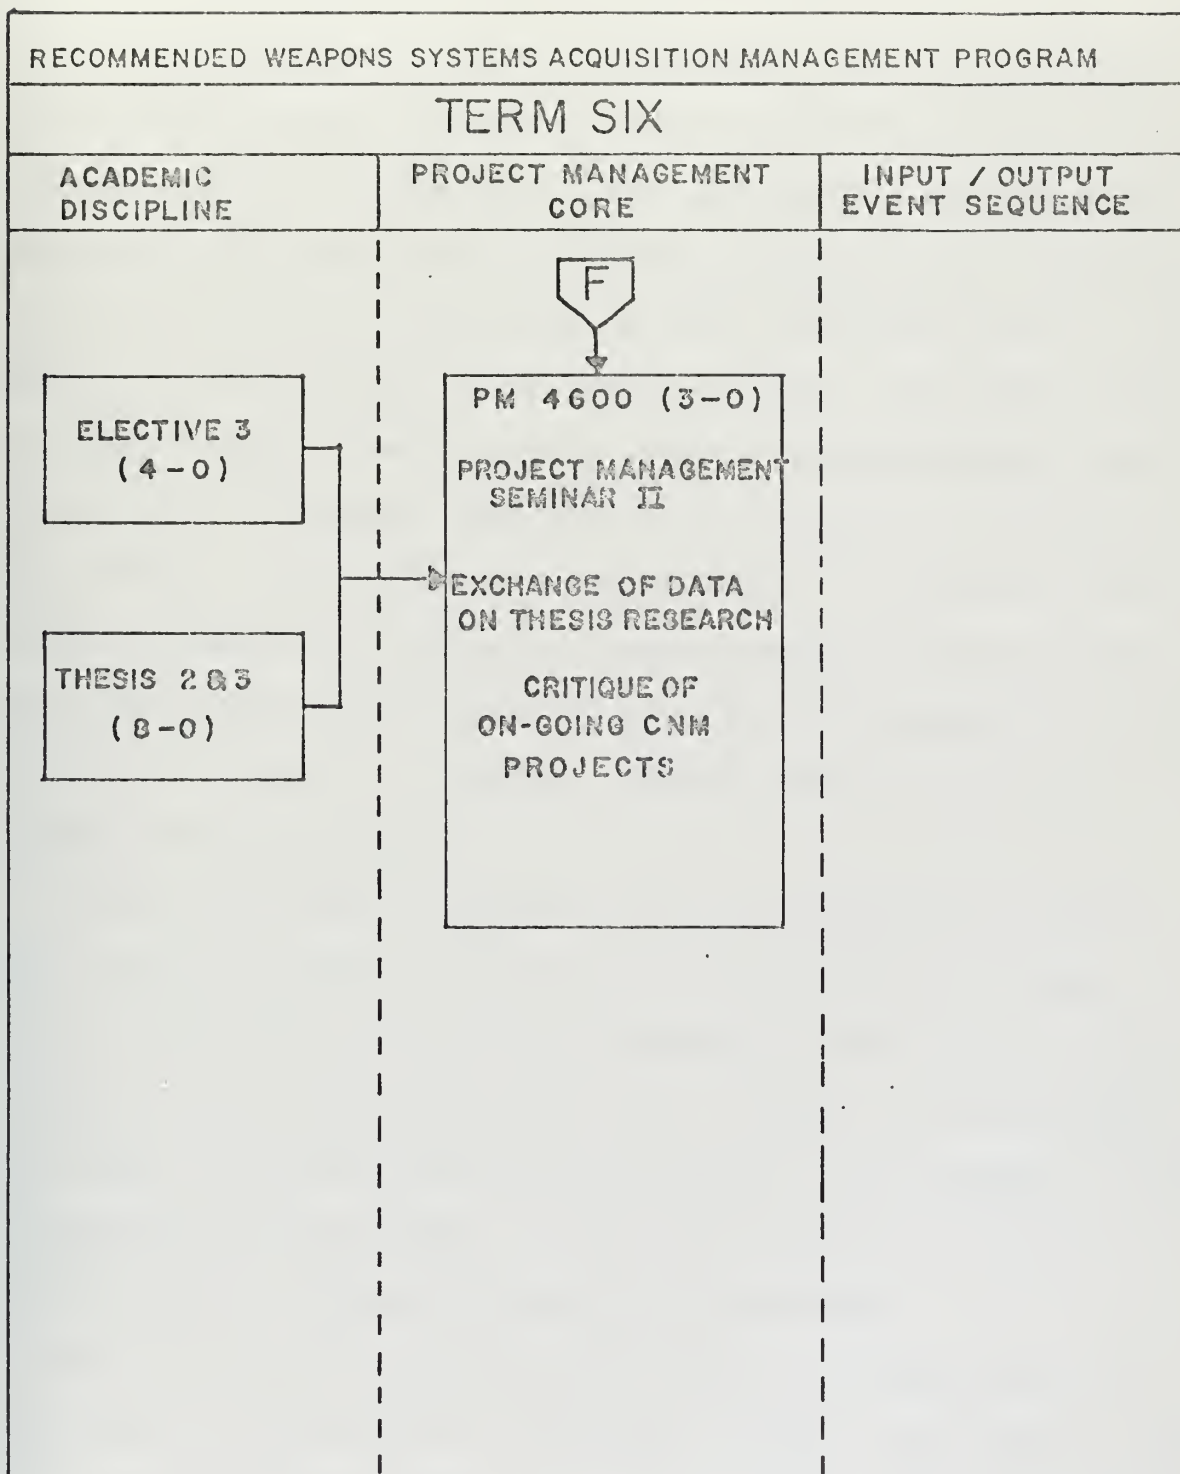 RECOMMENDED WEAPONS SYSTEMS ACQUISITION MANAGEMENT PROGRAM
TERM SIX
ACADEMIC
DISCIPLINE
PROJECT MANAGEMENT
CORE
INPUT / OUTPUT
EVENT SEQUENCE
F
ELECTIVE 3
(4-0)
THESIS 2&3
(8-0)
PM 4600 (3-0)
PROJECT MANAGEMENT
SEMINAR II
EXCHANGE OF DATA
ON THESIS RESEARCH
CRITIQUE OF
ON-GOING CNM
PROJECTS